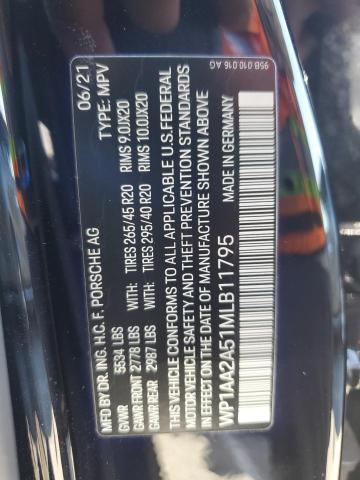 MFD BY DR. ING. H.C. F. PORSCHE AG 06/21
GVWR 5534 LBS TYPE: MPV
GAWR FRONT 2778 LBS WITH: TIRES 265/45 R20 RIMS 9.0JX20
GAWR REAR 2987 LBS WITH: TIRES 295/40 R20 RIMS 10.0JX20
THIS VEHICLE CONFORMS TO ALL APPLICABLE U.S. FEDERAL
MOTOR VEHICLE SAFETY AND THEFT PREVENTION STANDARDS
IN EFFECT ON THE DATE OF MANUFACTURE SHOWN ABOVE
WP1AA2A51MLB11795
95B 010 016 AG